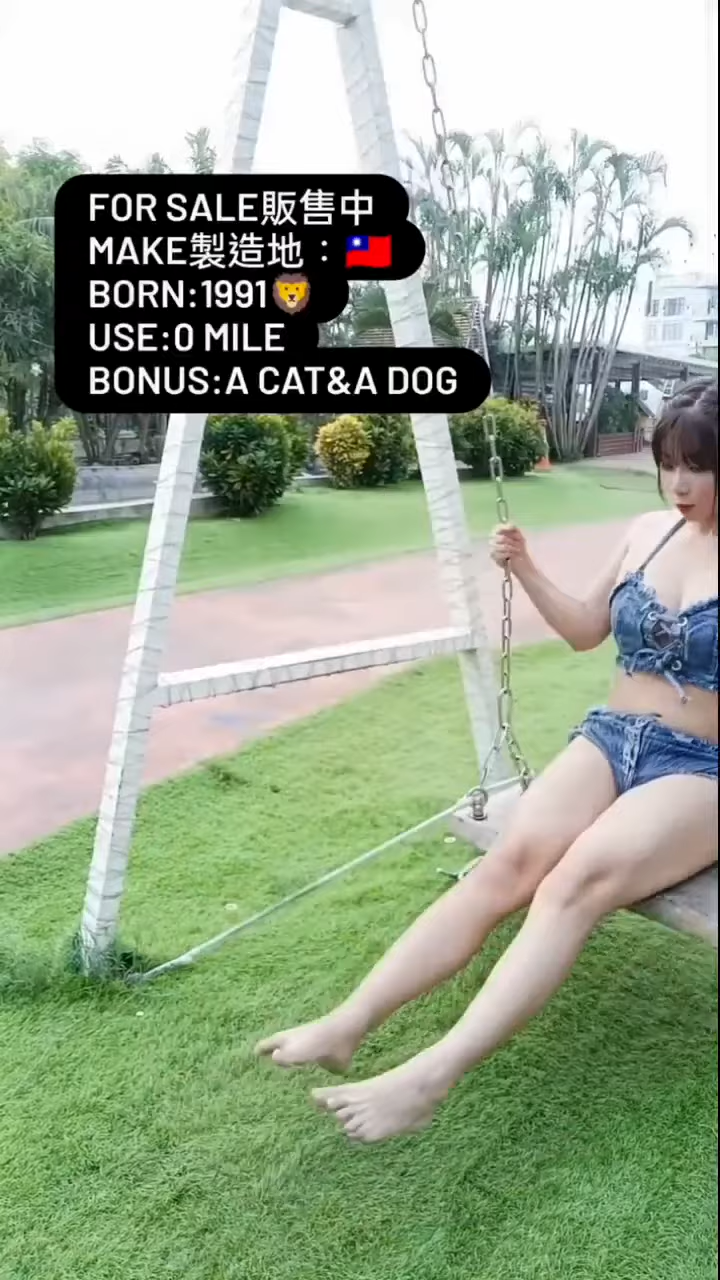 FOR SALE販售中
MAKE製造地：🇹🇼
BORN:1991🦁
USE:0 MILE
BONUS:A CAT&A DOG